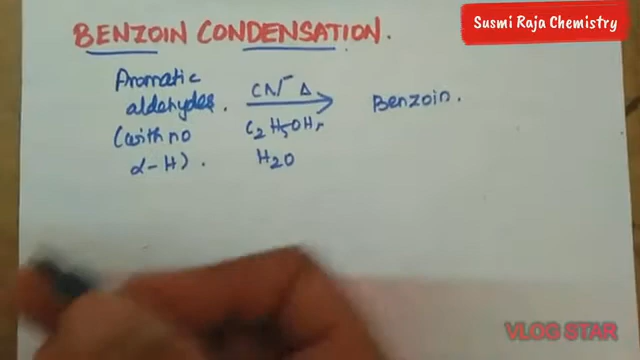 Susmi Raja Chemistry
BENZOIN CONDENSATION.
Aromatic
aldehydes.
(with no
α-H).
CN⁻ Δ
C2H5OH,
H2O
Benzoin.
VLOG STAR